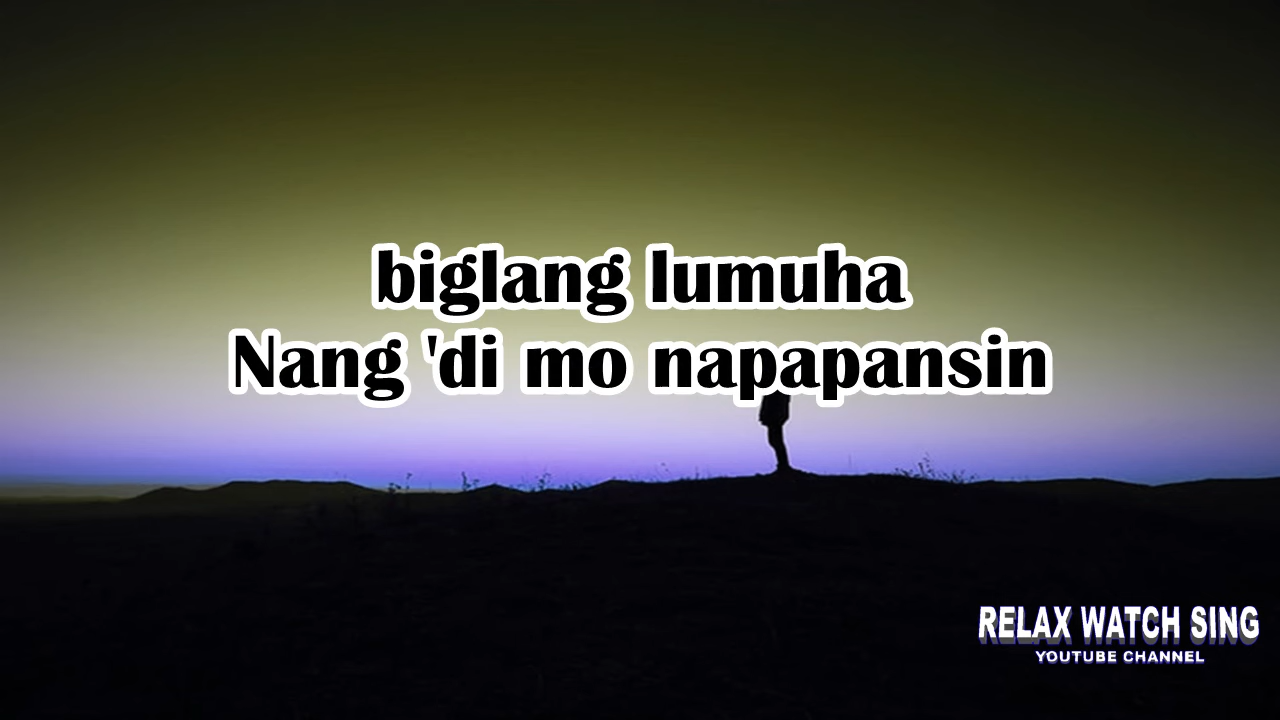 biglang lumuha
Nang 'di mo napapansin
RELAX WATCH SING
YOUTUBE CHANNEL